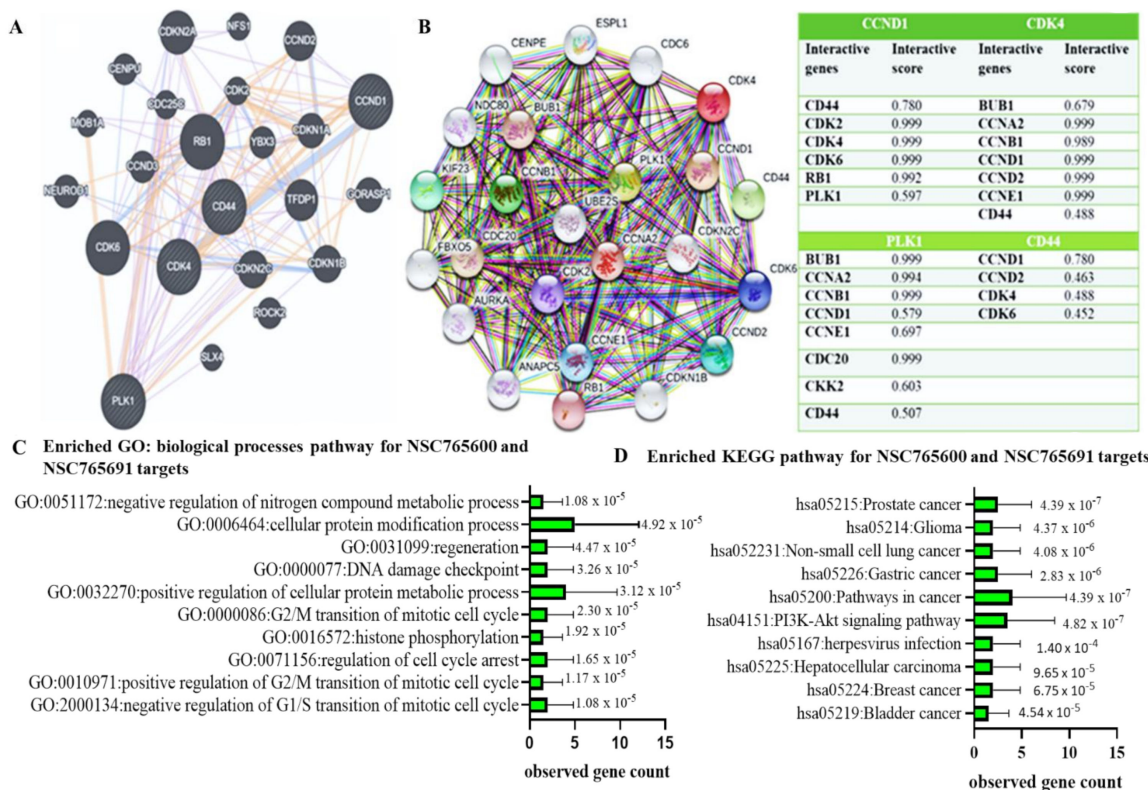 A
CDKN2A
NFS1
CCND2
CENPU
CDC25C
CDK2
CCND1
MOB1A
RB1
YBX3
CDKN1A
CCND3
NEUROD1
CD44
TFDP1
GORASP1
CDK6
CDK4
CDKN2C
CDKN1B
ROCK2
SLX4
PLK1
B
ESPL1
CENPE
CDC6
CDK4
NDC80
BUB1
CCND1
PLK1
KIF23
CCNB1
CD44
UBE2S
CDKN2C
FBXO5
CDC20
CCNA2
CDK2
CDK6
AURKA
CCNE1
CCND2
ANAPC5
RB1
CDKN1B
CCND1 CDK4
Interactive genes Interactive score Interactive genes Interactive score
CD44 0.780 BUB1 0.679
CDK2 0.999 CCNA2 0.999
CDK4 0.999 CCNB1 0.989
CDK6 0.999 CCND1 0.999
RB1 0.992 CCND2 0.999
PLK1 0.597 CCNE1 0.999
CD44 0.488
PLK1 CD44
BUB1 0.999 CCND1 0.780
CCNA2 0.994 CCND2 0.463
CCNB1 0.999 CDK4 0.488
CCND1 0.579 CDK6 0.452
CCNE1 0.697
CDC20 0.999
CKK2 0.603
CD44 0.507
C Enriched GO: biological processes pathway for NSC765600 and
NSC765691 targets
GO:0051172:negative regulation of nitrogen compound metabolic process 1.08 x 10⁻⁵
GO:0006464:cellular protein modification process 4.92 x 10⁻⁵
GO:0031099:regeneration 4.47 x 10⁻⁵
GO:0000077:DNA damage checkpoint 3.26 x 10⁻⁵
GO:0032270:positive regulation of cellular protein metabolic process 3.12 x 10⁻⁵
GO:0000086:G2/M transition of mitotic cell cycle 2.30 x 10⁻⁵
GO:0016572:histone phosphorylation 1.92 x 10⁻⁵
GO:0071156:regulation of cell cycle arrest 1.65 x 10⁻⁵
GO:0010971:positive regulation of G2/M transition of mitotic cell cycle 1.17 x 10⁻⁵
GO:2000134:negative regulation of G1/S transition of mitotic cell cycle 1.08 x 10⁻⁵
0 5 10 15
observed gene count
D Enriched KEGG pathway for NSC765600 and NSC765691 targets
hsa05215:Prostate cancer 4.39 x 10⁻⁷
hsa05214:Glioma 4.37 x 10⁻⁶
hsa052231:Non-small cell lung cancer 4.08 x 10⁻⁶
hsa05226:Gastric cancer 2.83 x 10⁻⁶
hsa05200:Pathways in cancer 4.39 x 10⁻⁷
hsa04151:PI3K-Akt signaling pathway 4.82 x 10⁻⁷
hsa05167:herpesvirus infection 1.40 x 10⁻⁴
hsa05225:Hepatocellular carcinoma 9.65 x 10⁻⁵
hsa05224:Breast cancer 6.75 x 10⁻⁵
hsa05219:Bladder cancer 4.54 x 10⁻⁵
0 5 10 15
observed gene count